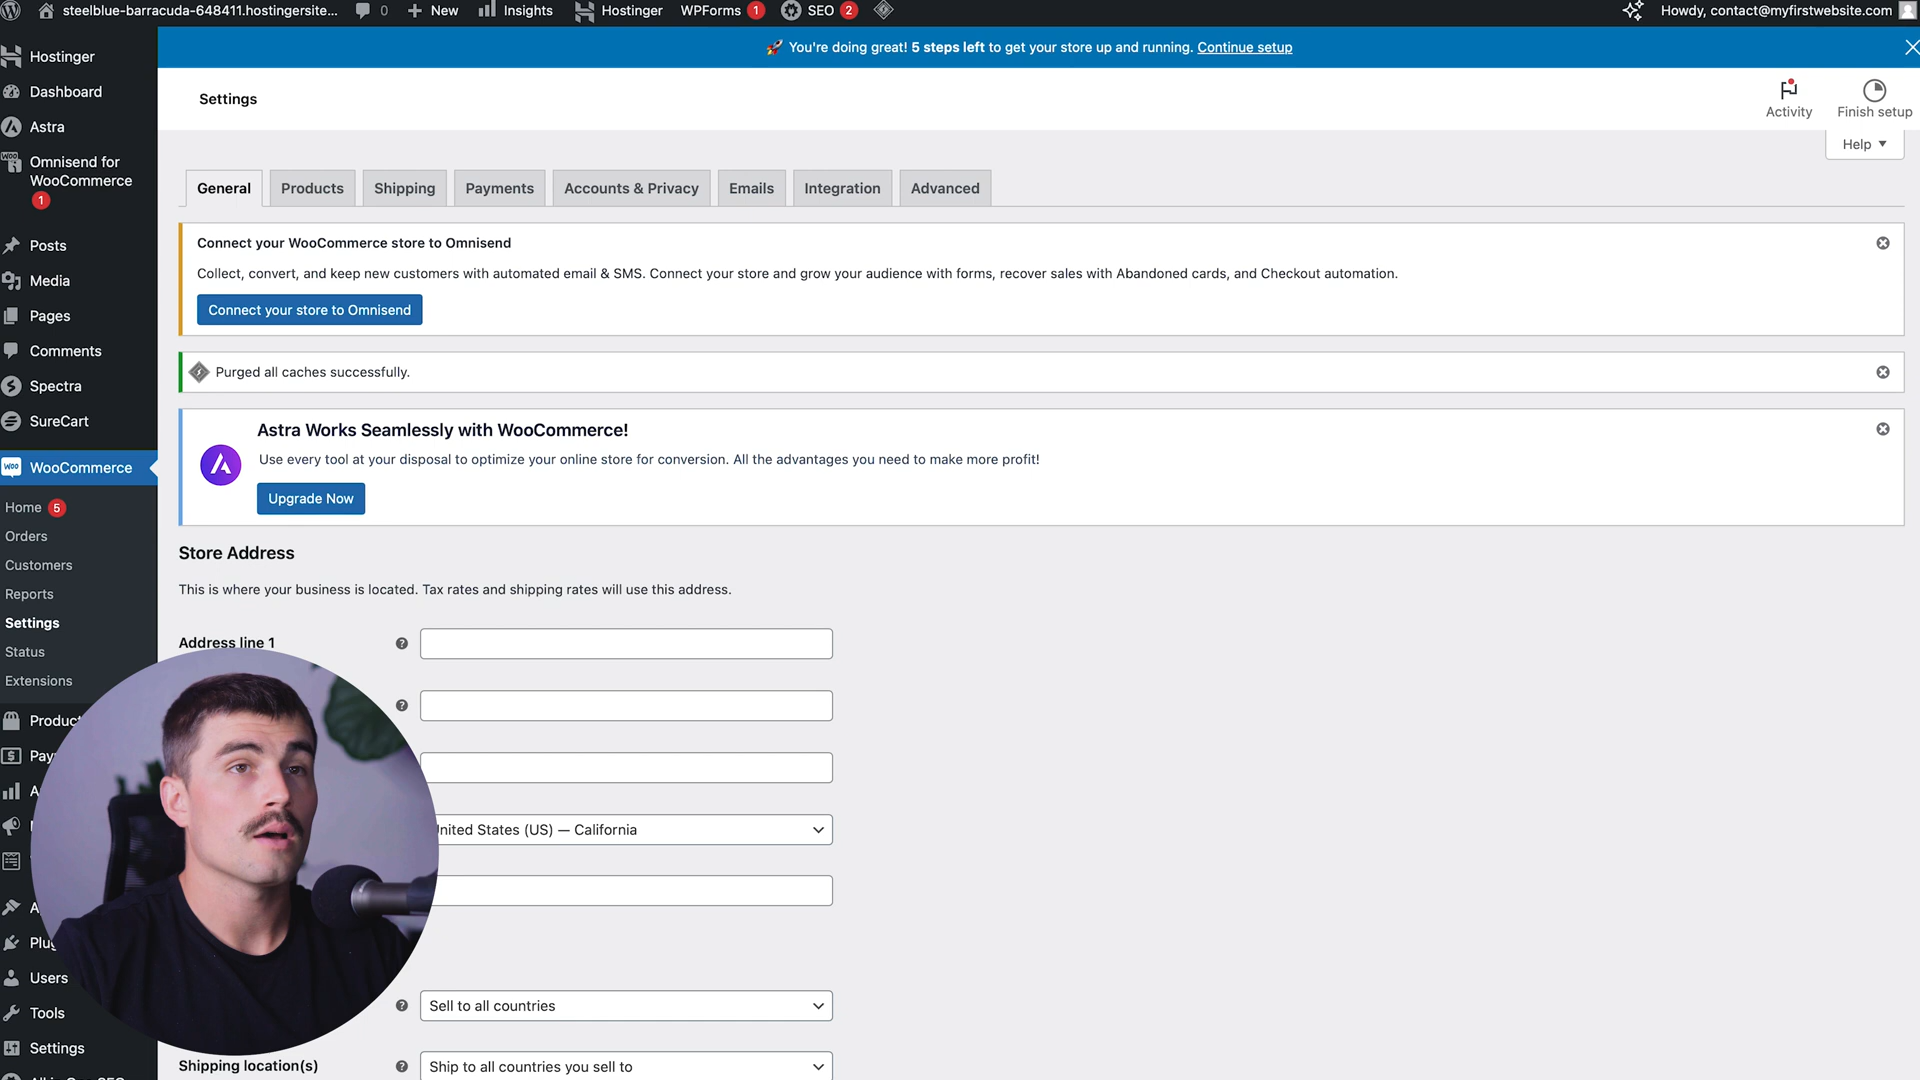 steelblue-barracuda-648411.hostingersite... 0 New Insights Hostinger WPForms 1 SEO 2 Howdy, contact@myfirstwebsite.com
🚀 You're doing great! 5 steps left to get your store up and running. Continue setup
Hostinger
Dashboard
Astra
Omnisend for
WooCommerce
1
Posts
Media
Pages
Comments
Spectra
SureCart
WooCommerce
Home 5
Orders
Customers
Reports
Settings
Status
Extensions
Users
Tools
Settings
Settings
Activity
Finish setup
Help
General Products Shipping Payments Accounts & Privacy Emails Integration Advanced
Connect your WooCommerce store to Omnisend
Collect, convert, and keep new customers with automated email & SMS. Connect your store and grow your audience with forms, recover sales with Abandoned cards, and Checkout automation.
Connect your store to Omnisend
Purged all caches successfully.
Astra Works Seamlessly with WooCommerce!
Use every tool at your disposal to optimize your online store for conversion. All the advantages you need to make more profit!
Upgrade Now
Store Address
This is where your business is located. Tax rates and shipping rates will use this address.
Address line 1
United States (US) — California
Sell to all countries
Shipping location(s)
Ship to all countries you sell to